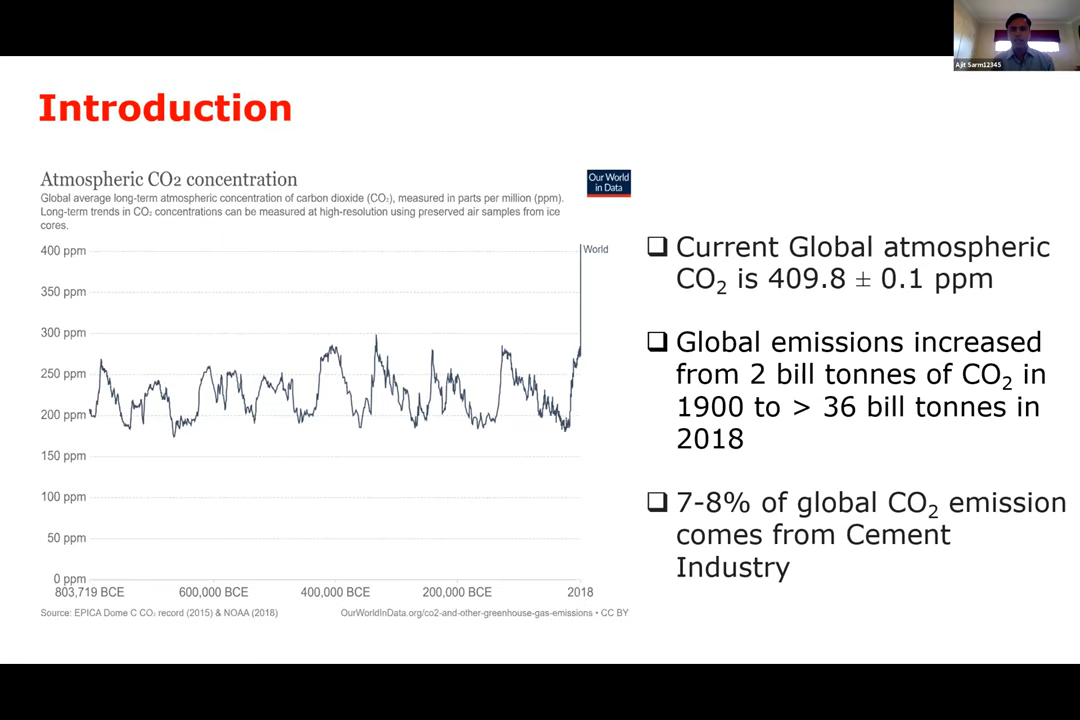 Ajit Sarm12345
Introduction
Atmospheric CO₂ concentration
Our World
in Data
Global average long-term atmospheric concentration of carbon dioxide (CO₂), measured in parts per million (ppm).
Long-term trends in CO₂ concentrations can be measured at high-resolution using preserved air samples from ice
cores.
400 ppm
World
350 ppm
300 ppm
250 ppm
200 ppm
150 ppm
100 ppm
50 ppm
0 ppm
803,719 BCE
600,000 BCE
400,000 BCE
200,000 BCE
2018
Source: EPICA Dome C CO₂ record (2015) & NOAA (2018)
OurWorldInData.org/co2-and-other-greenhouse-gas-emissions • CC BY
❑ Current Global atmospheric
CO₂ is 409.8 ± 0.1 ppm
❑ Global emissions increased
from 2 bill tonnes of CO₂ in
1900 to > 36 bill tonnes in
2018
❑ 7-8% of global CO₂ emission
comes from Cement
Industry